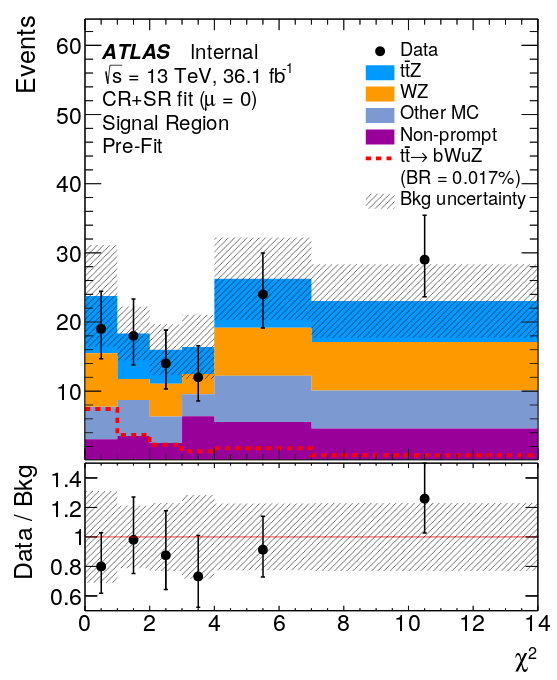 Events
60
50
40
30
20
10
ATLAS Internal
√s = 13 TeV, 36.1 fb⁻¹
CR+SR fit (μ = 0)
Signal Region
Pre-Fit
Data
tt̄Z
WZ
Other MC
Non-prompt
tt̄→ bWuZ
(BR = 0.017%)
Bkg uncertainty
Data / Bkg
1.4
1.2
1
0.8
0.6
0 2 4 6 8 10 12 14
χ²